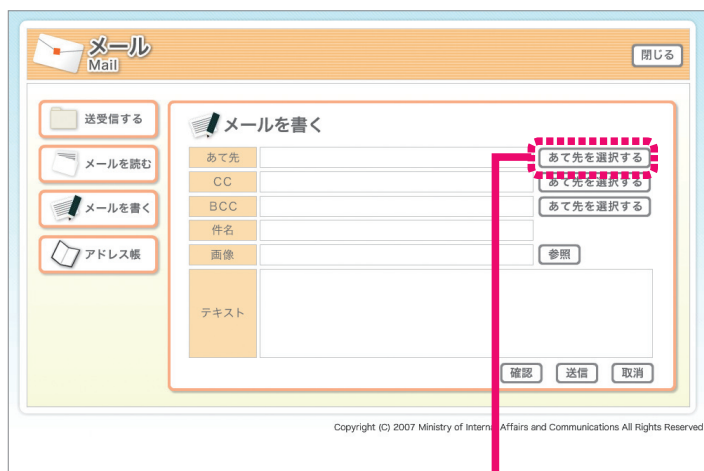 メール
Mail
閉じる
送受信する
メールを読む
メールを書く
アドレス帳
メールを書く
あて先
あて先を選択する
CC
あて先を選択する
BCC
あて先を選択する
件名
画像
参照
テキスト
確認
送信
取消
Copyright (C) 2007 Ministry of Internal Affairs and Communications All Rights Reserved